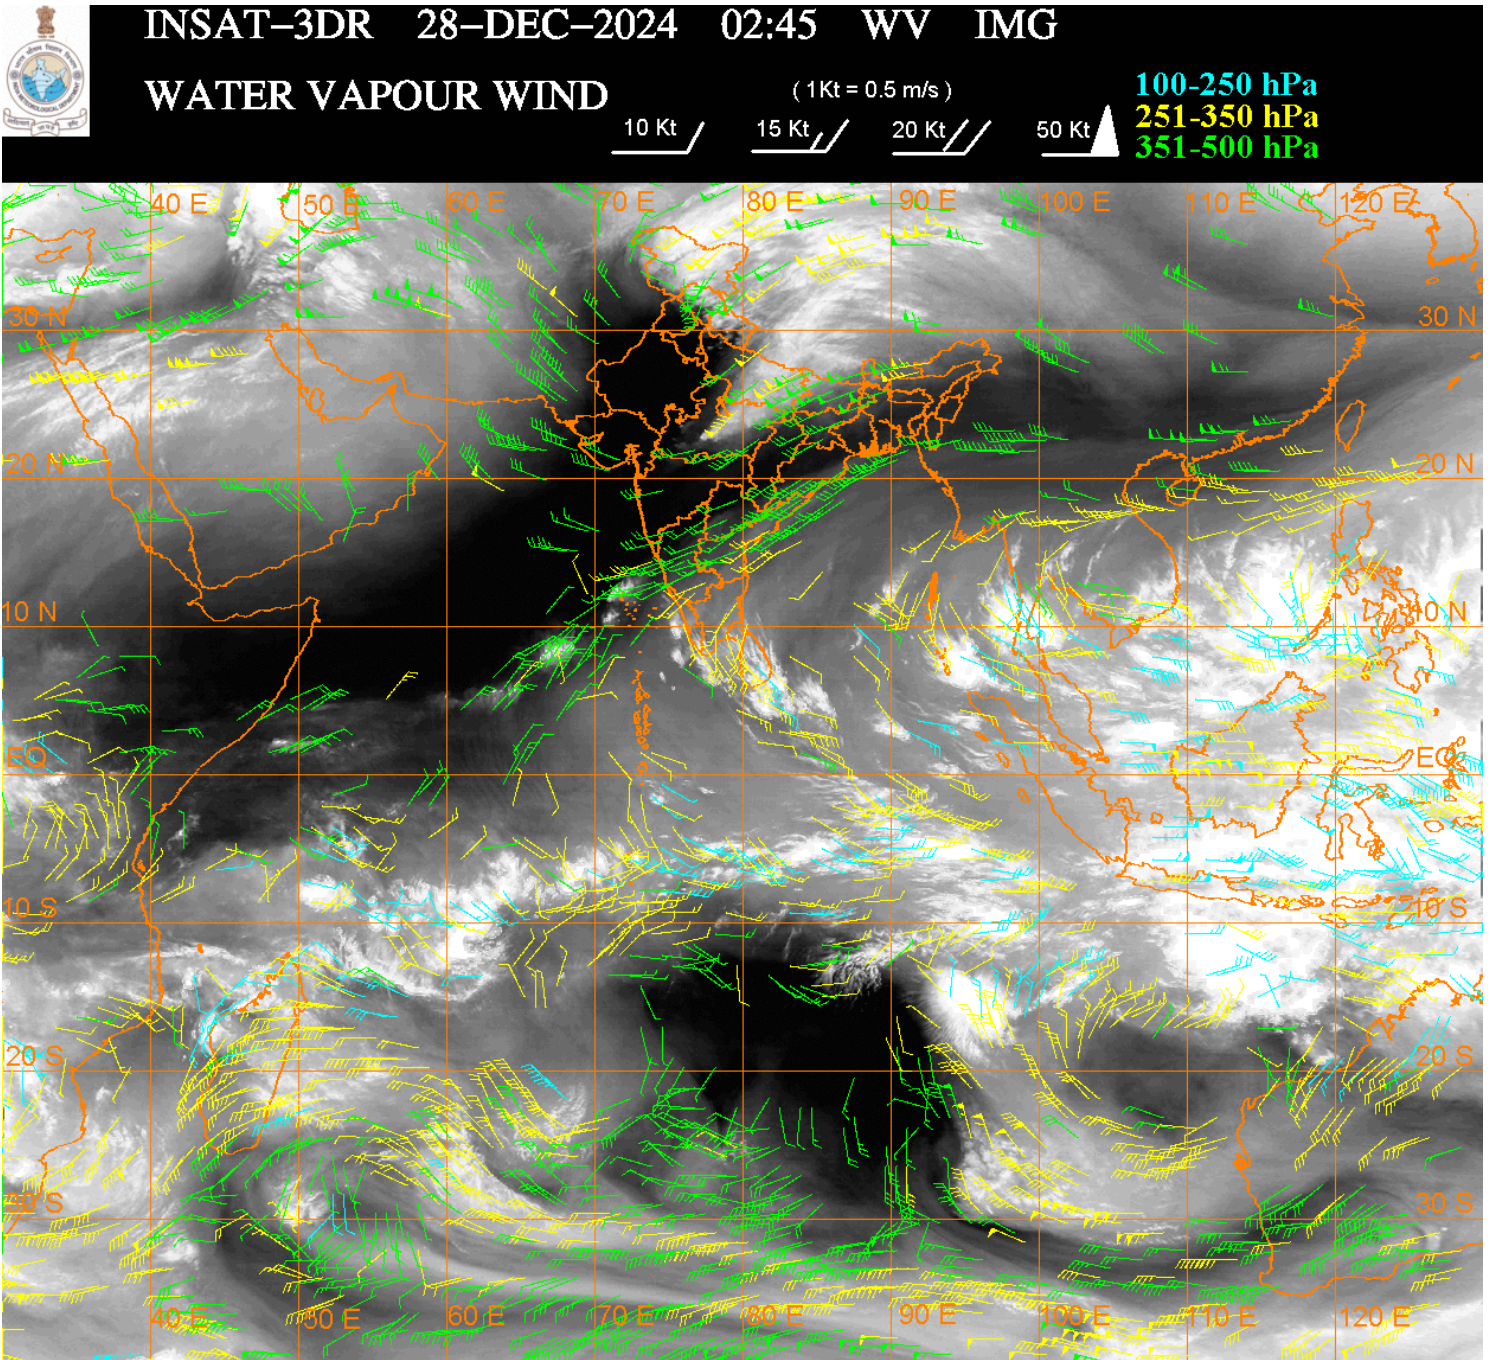 INSAT-3DR 28-DEC-2024 02:45 WV IMG
WATER VAPOUR WIND
( 1Kt = 0.5 m/s )
10 Kt 15 Kt 20 Kt 50 Kt
100-250 hPa
251-350 hPa
351-500 hPa
40 E 50 E 60 E 70 E 80 E 90 E 100 E 110 E 120 E
30 N 30 N
20 N 20 N
10 N 10 N
EQ EQ
10 S 10 S
20 S 20 S
30 S 30 S
40 E 50 E 60 E 70 E 80 E 90 E 100 E 110 E 120 E